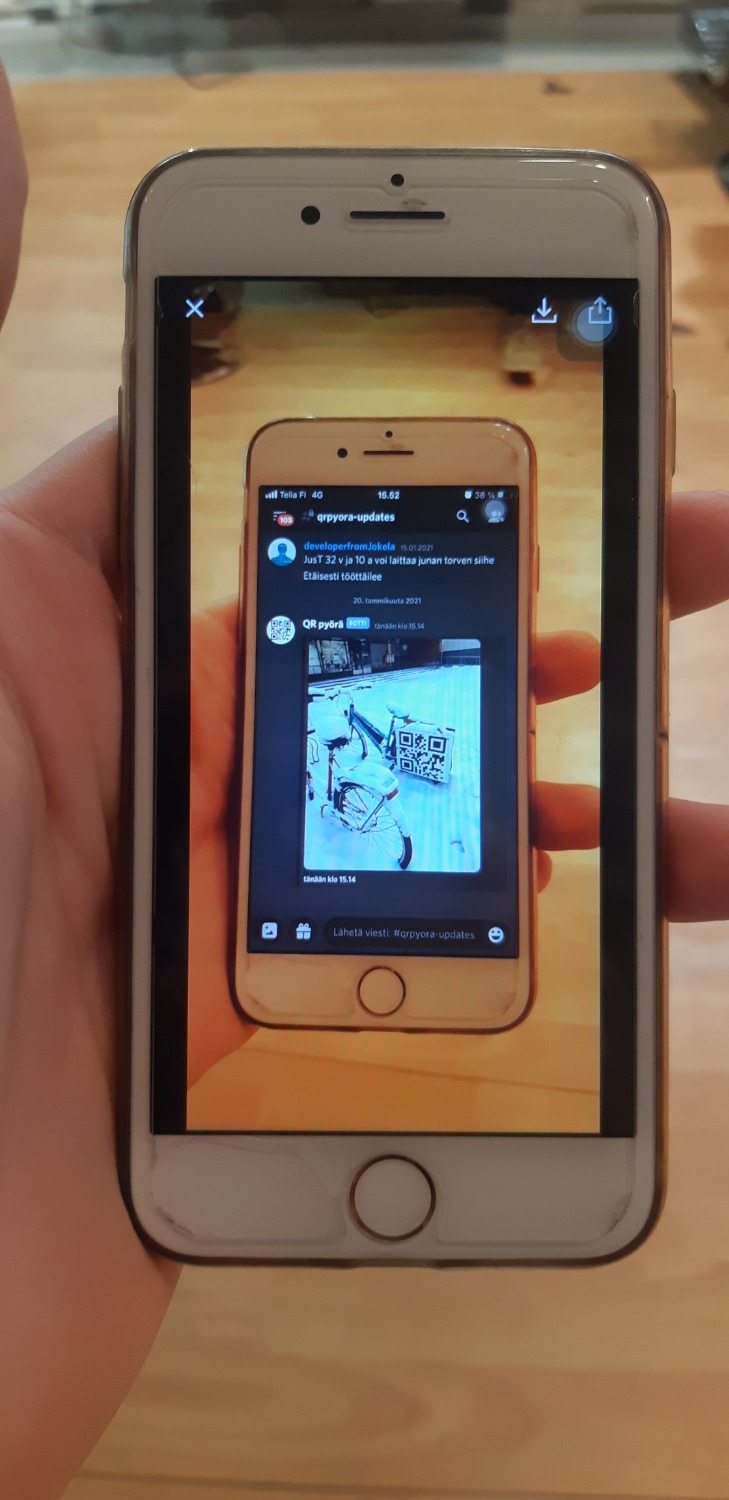 Telia FI 4G 15.52 38 %
103 qrpyora-updates
developerfromJokela 15.01.2021
JusT 32 v ja 10 a voi laittaa junan torven siihe
Etäisesti tööttäilee
20. tammikuuta 2021
QR pyörä BOTTI tänään klo 15.14
tänään klo 15.14
Lähetä viesti: #qrpyora-updates